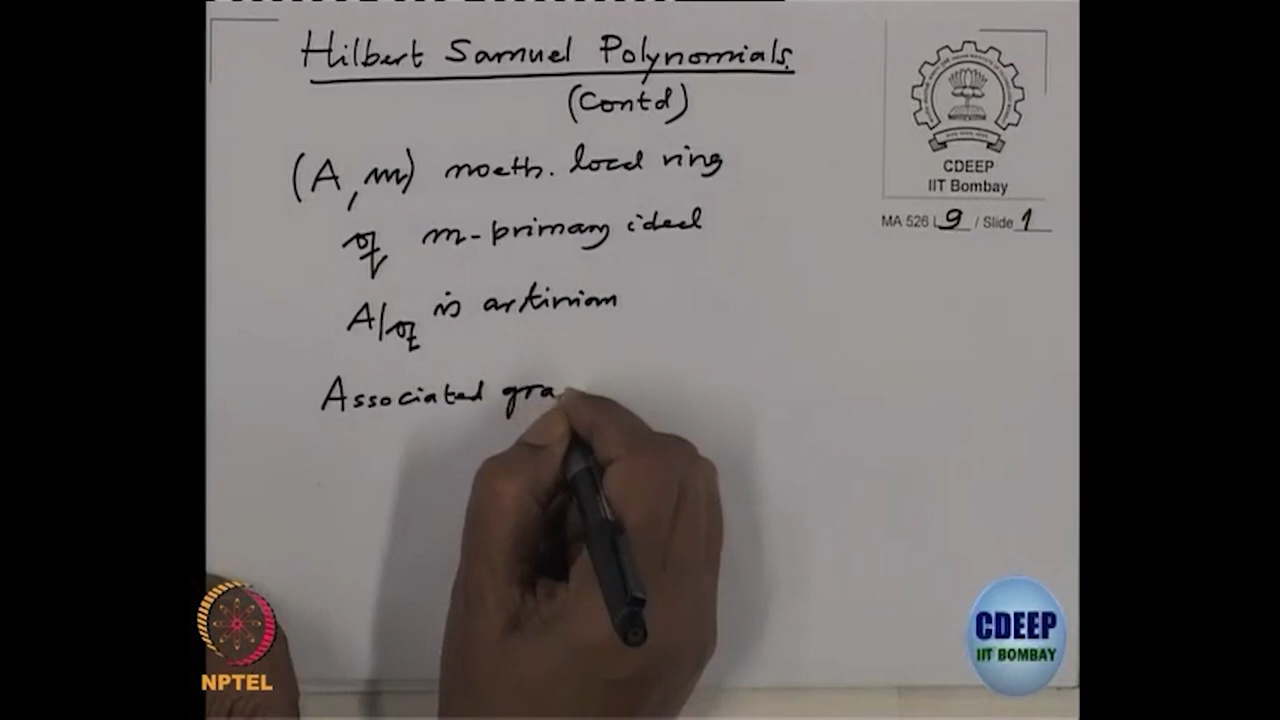 Hilbert Samuel Polynomials.
(Contd)
(A, m) noeth. local ring
q m-primary ideal
A/q is artinian
Associated gra
CDEEP
IIT Bombay
MA 526 L 9 / Slide 1
NPTEL
CDEEP
IIT BOMBAY